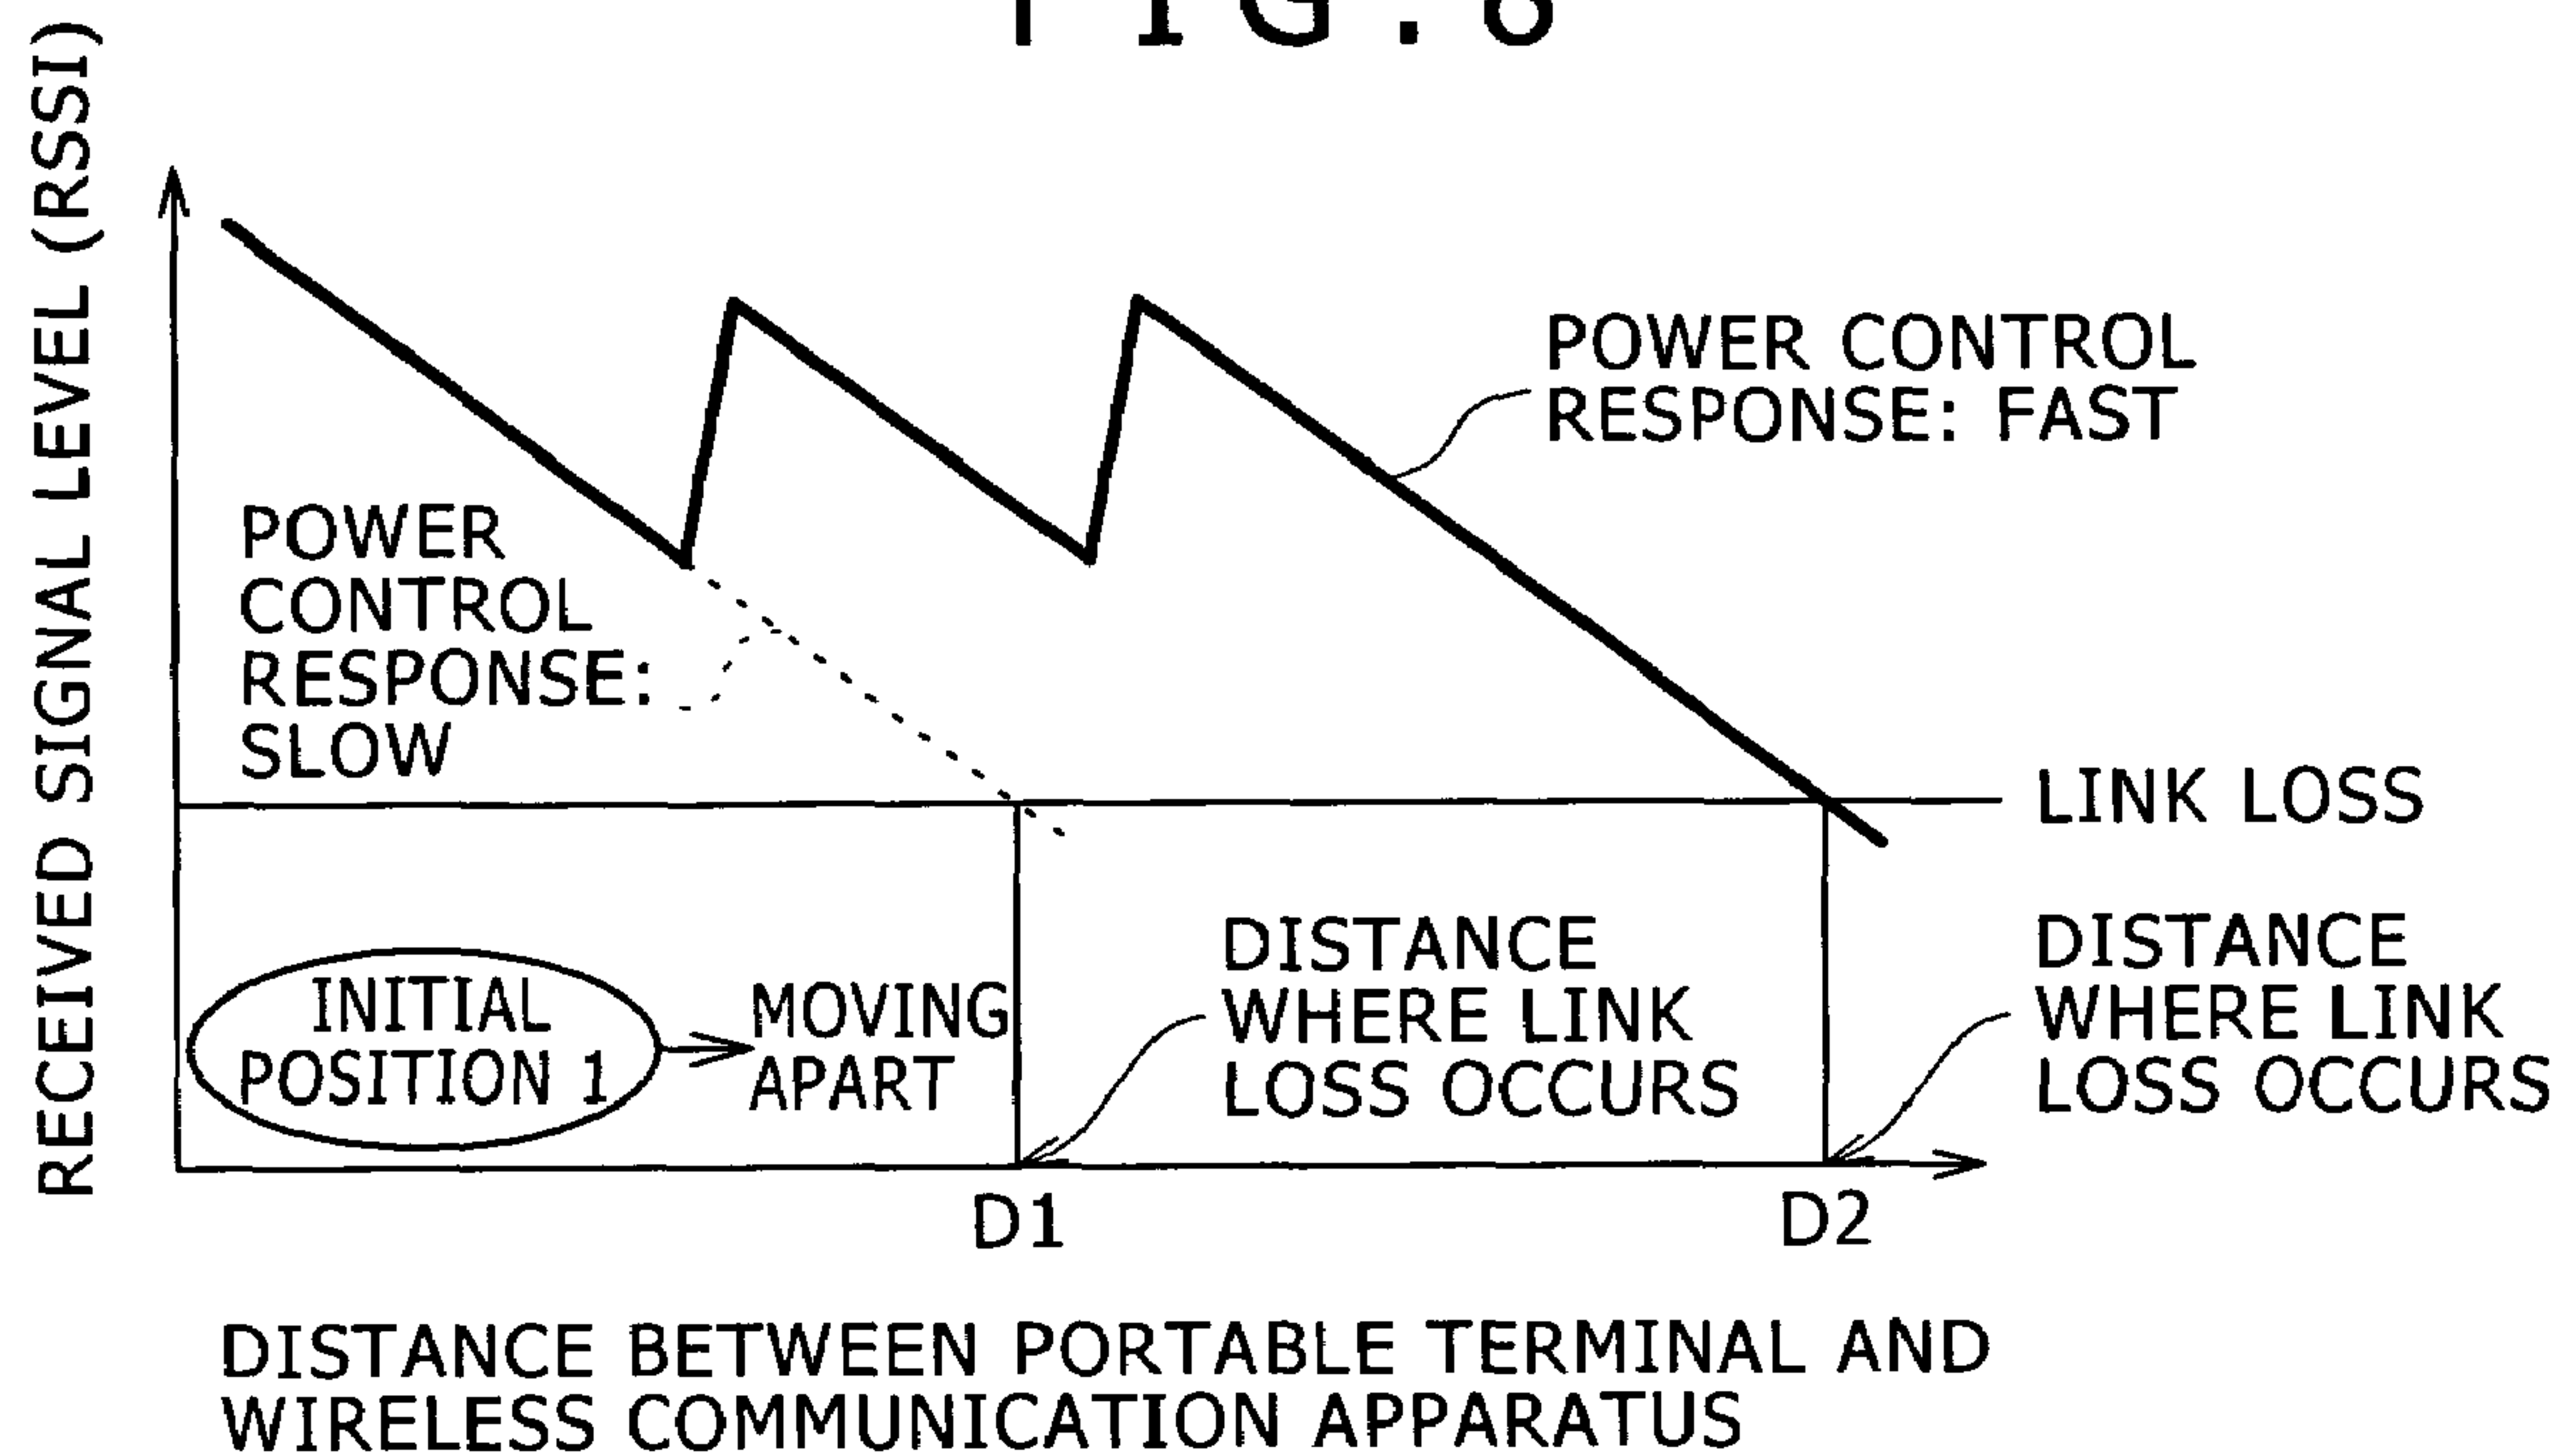 FIG.
RECEIVED SIGNAL LEVEL (RSSI)
POWER CONTROL
RESPONSE: FAST
POWER
CONTROL
RESPONSE:
SLOW
LINK LOSS
INITIAL
POSITION 1
MOVING
APART
DISTANCE
WHERE LINK
LOSS OCCURS
DISTANCE
WHERE LINK
LOSS OCCURS
D1
D2
DISTANCE BETWEEN PORTABLE TERMINAL AND
WIRELESS COMMUNICATION APPARATUS